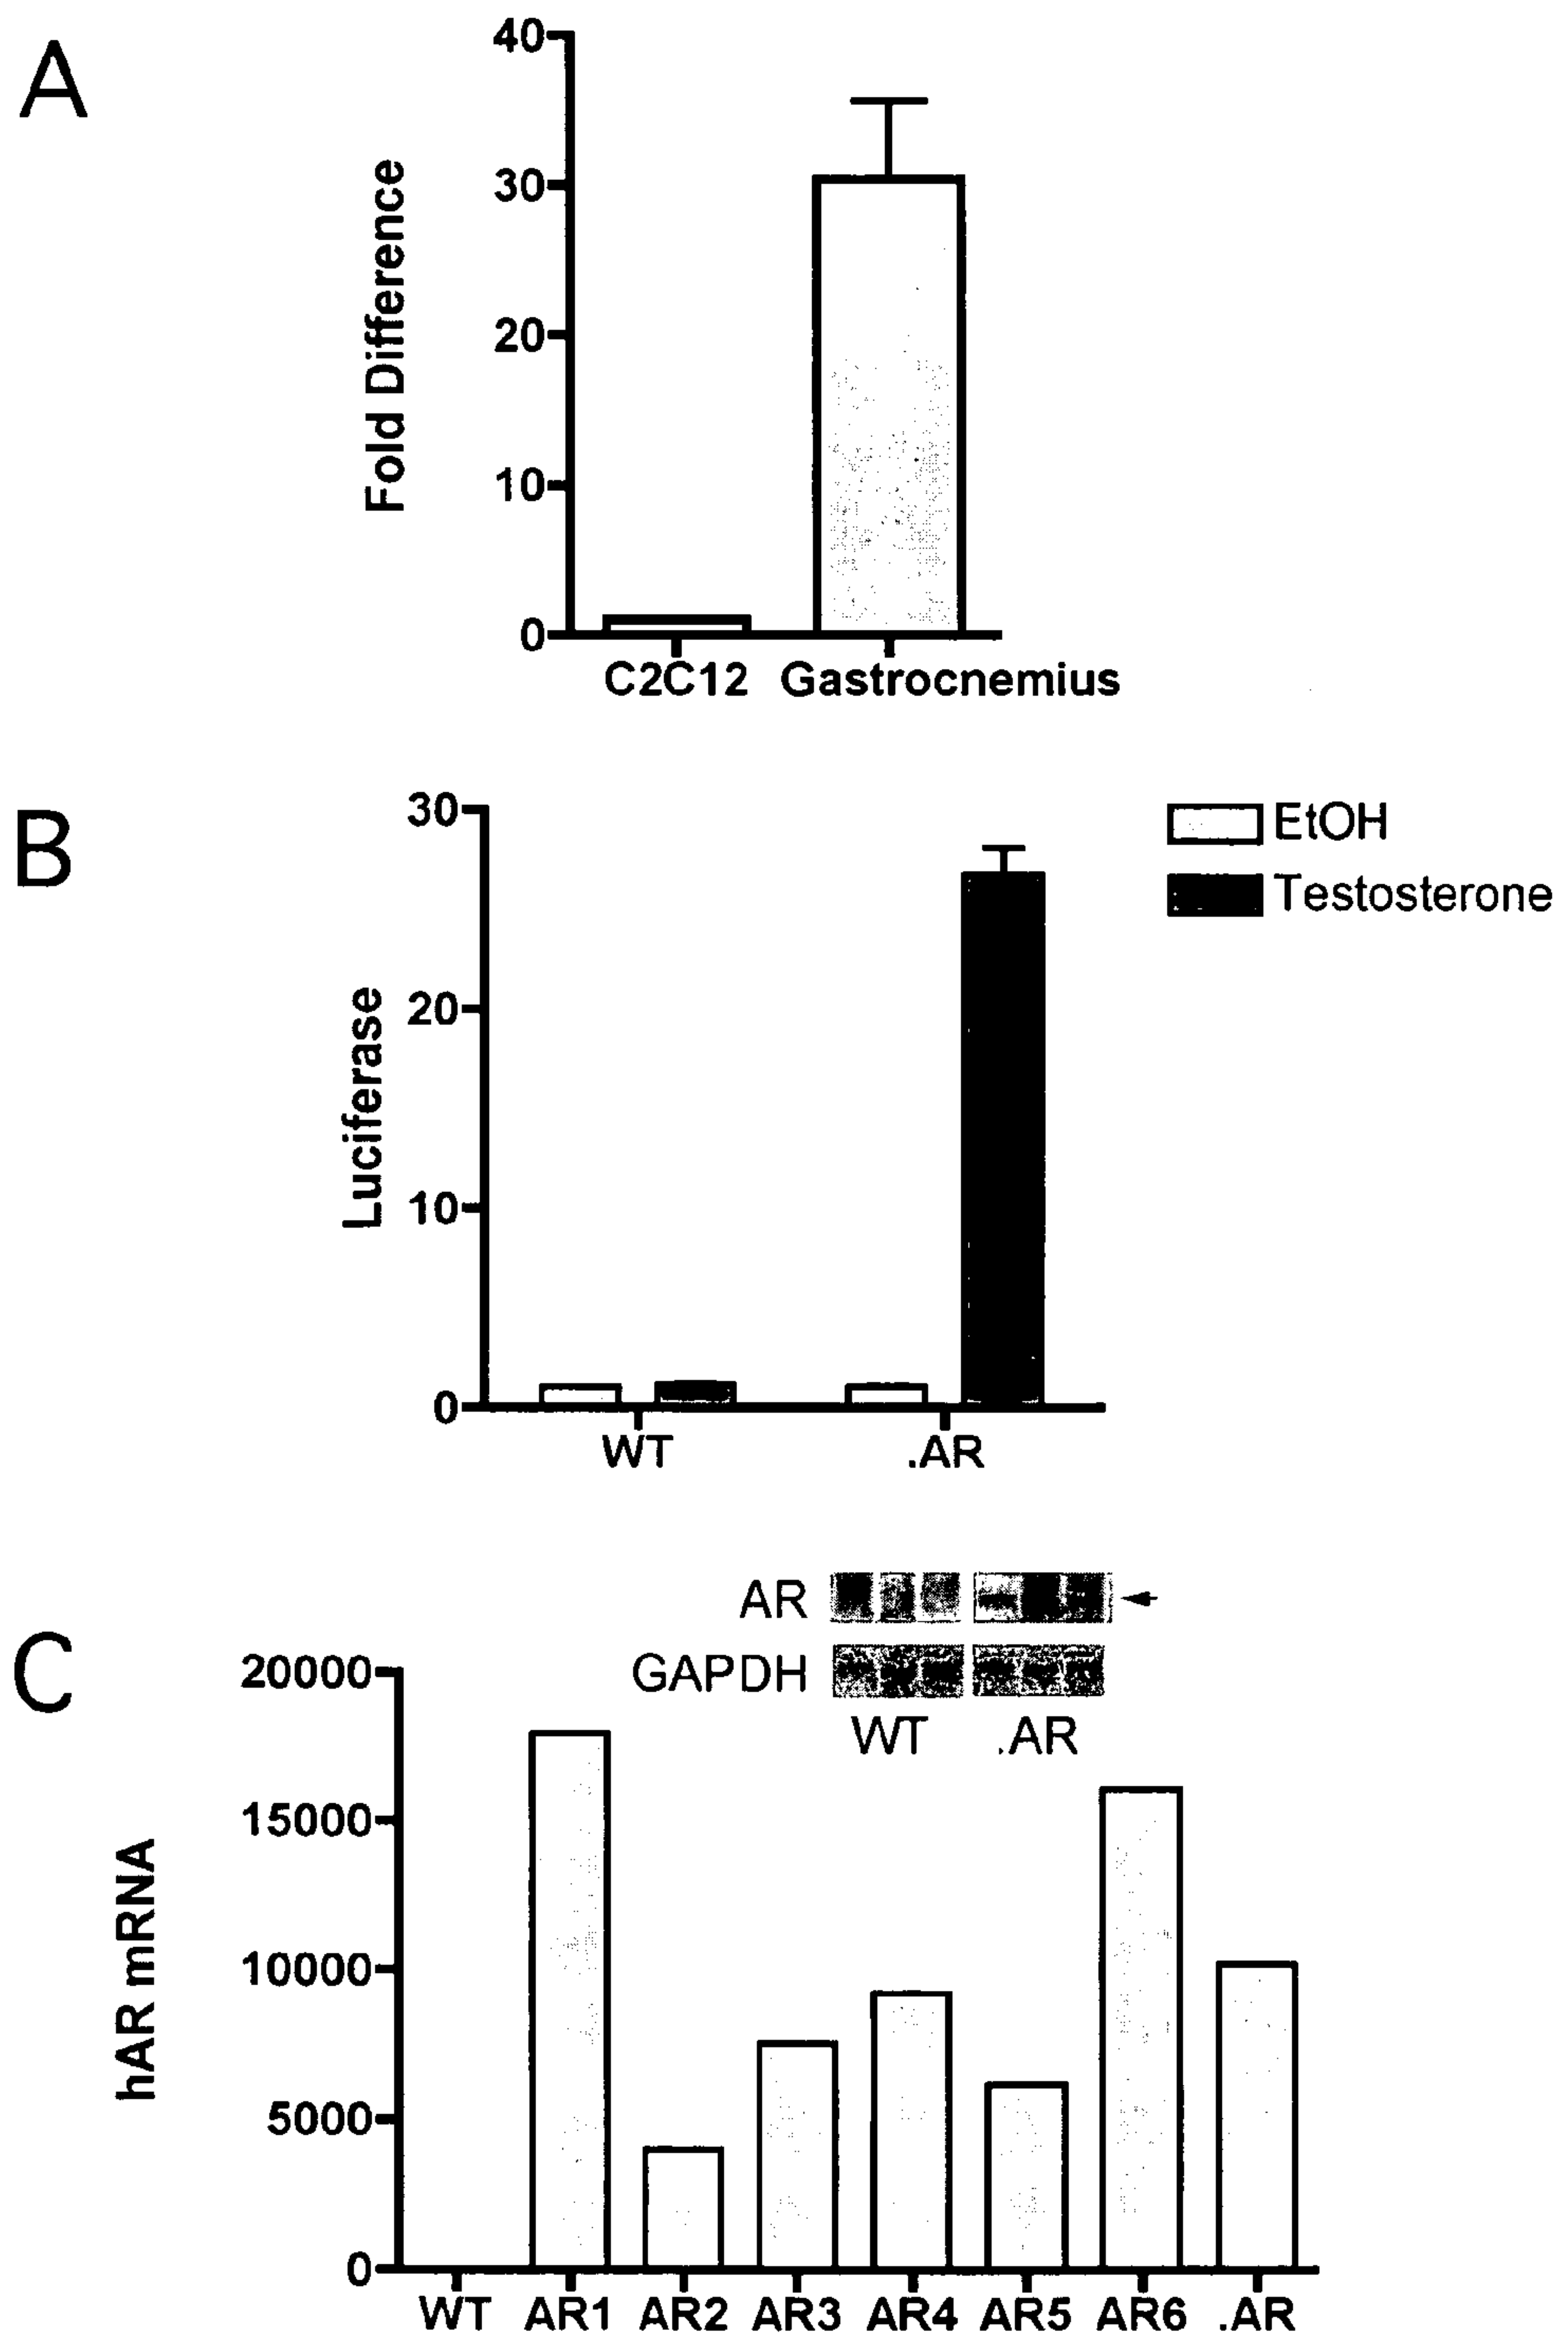 A
40
30
20
10
0
Fold Difference
C2C12 Gastrocnemius
B
30
20
10
0
Luciferase
EtOH
Testosterone
WT .AR
C
AR
GAPDH
WT .AR
20000
15000
10000
5000
0
hAR mRNA
WT AR1 AR2 AR3 AR4 AR5 AR6 .AR